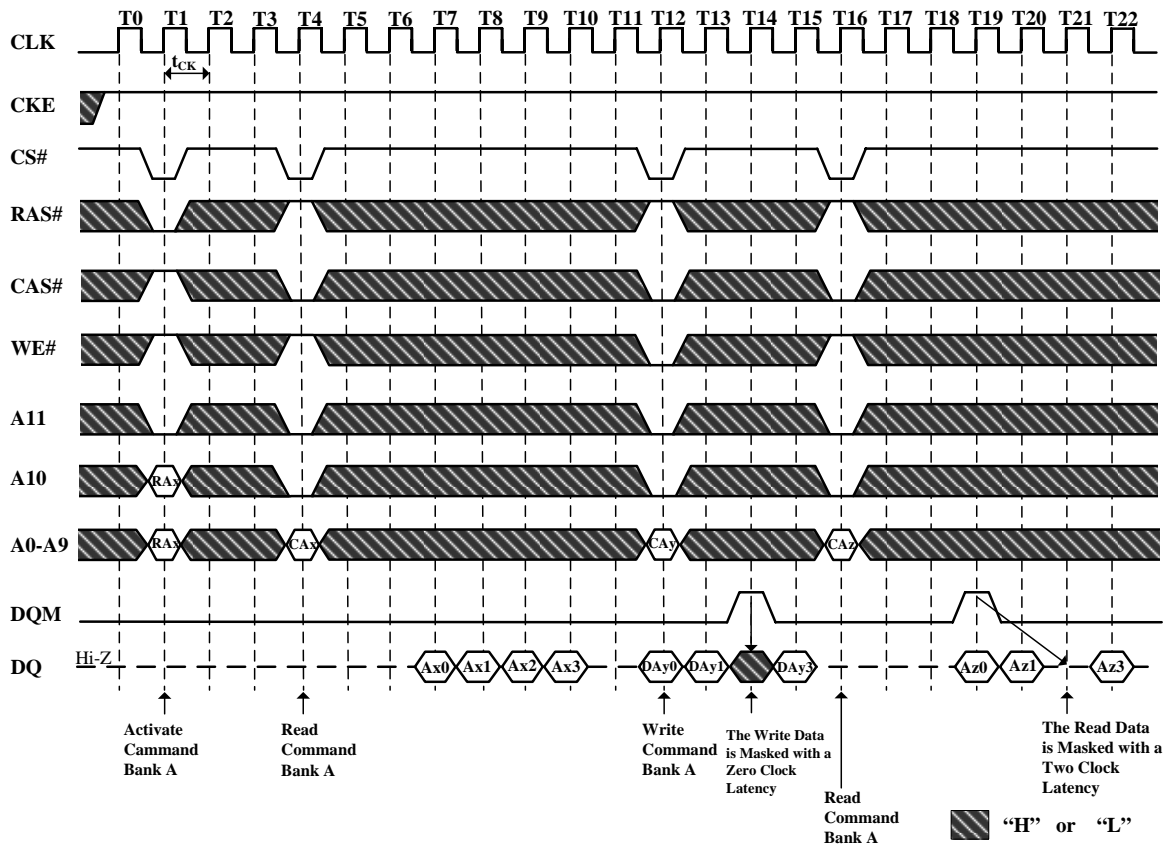 T0 T1 T2 T3 T4 T5 T6 T7 T8 T9 T10 T11 T12 T13 T14 T15 T16 T17 T18 T19 T20 T21 T22
CLK
tCK
CKE
CS#
RAS#
CAS#
WE#
A11
A10 RAx
A0-A9 RAx CAx CAy CAz
DQM
DQ Hi-Z Ax0 Ax1 Ax2 Ax3 DAy0 DAy1 DAy3 Az0 Az1 Az3
Activate
Cammand
Bank A
Read
Command
Bank A
Write
Command
Bank A
The Write Data
is Masked with a
Zero Clock
Latency
Read
Command
Bank A
The Read Data
is Masked with a
Two Clock
Latency
“H” or “L”